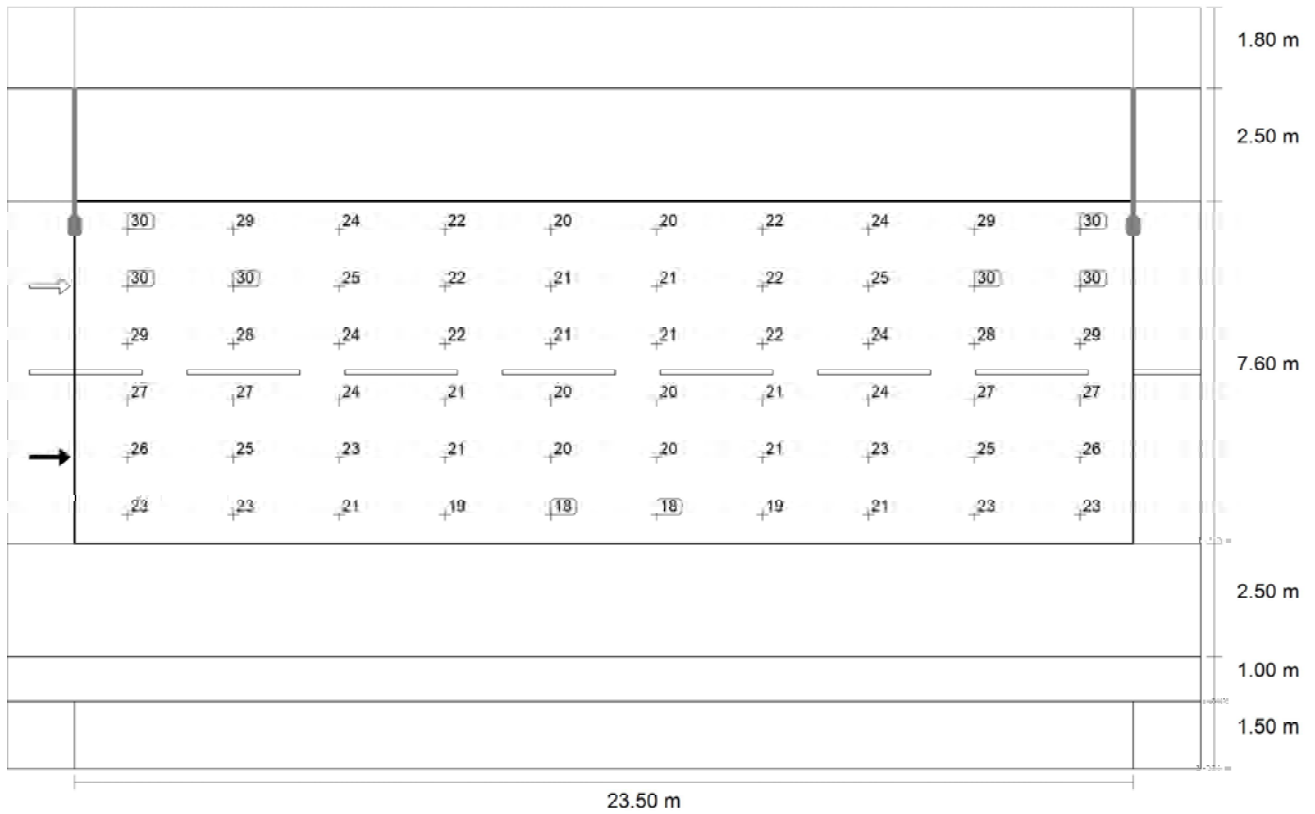 1.80 m
2.50 m
30 29 24 22 20 20 22 24 29 30
30 30 25 22 21 21 22 25 30 30
29 28 24 22 21 21 22 24 28 29
7.60 m
27 27 24 21 20 20 21 24 27 27
26 25 23 21 20 20 21 23 25 26
23 23 21 19 18 18 19 21 23 23
2.50 m
1.00 m
1.50 m
23.50 m